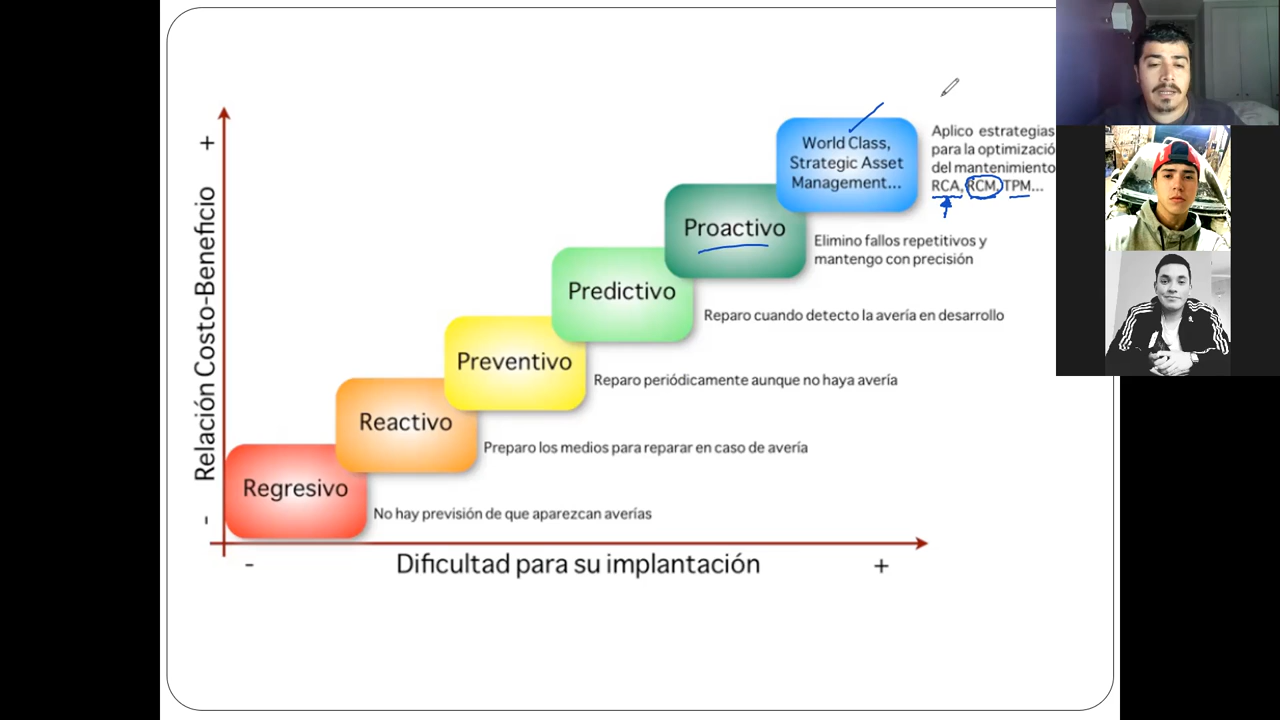 Relación Costo-Beneficio
+
-
World Class,
Strategic Asset
Management...
Aplico estrategias
para la optimizació
del mantenimiento
RCA, RCM, TPM...
Proactivo
Elimino fallos repetitivos y
mantengo con precisión
Predictivo
Reparo cuando detecto la avería en desarrollo
Preventivo
Reparo periódicamente aunque no haya avería
Reactivo
Preparo los medios para reparar en caso de avería
Regresivo
No hay previsión de que aparezcan averías
-
Dificultad para su implantación
+